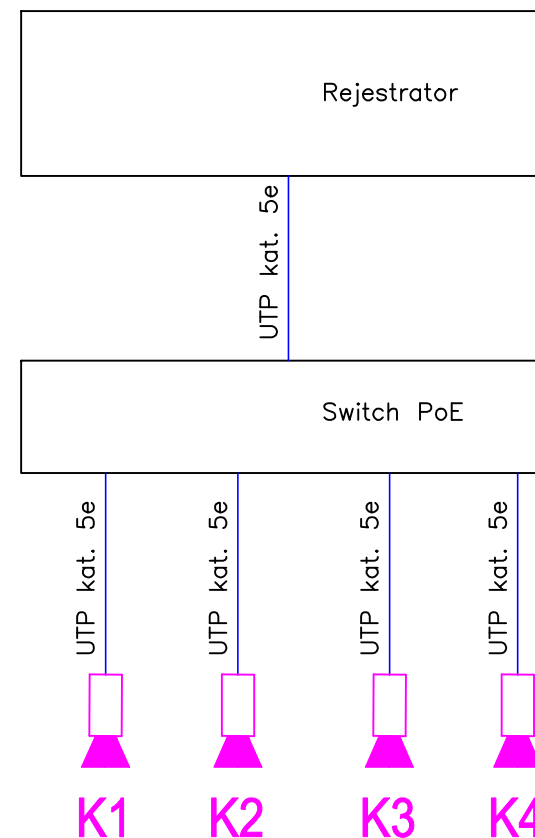 Rejestrator
UTP kat. 5e
Switch PoE
UTP kat. 5e
UTP kat. 5e
UTP kat. 5e
UTP kat. 5e
K1
K2
K3
K4